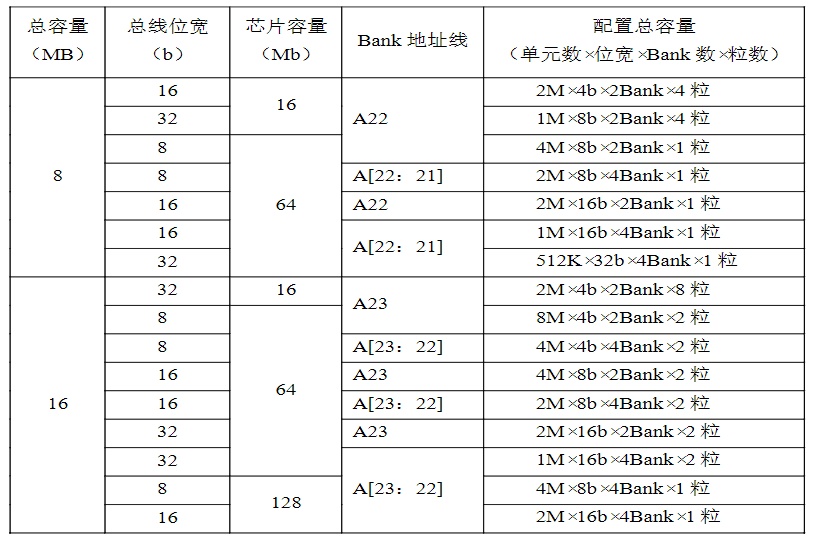 总容量 总线位宽 芯片容量 Bank 地址线 配置总容量
（MB） （b） （Mb） （单元数×位宽×Bank 数×粒数）
8 16 16 A22 2M×4b×2Bank×4 粒
32 1M×8b×2Bank×4 粒
8 64 4M×8b×2Bank×1 粒
8 A[22：21] 2M×8b×4Bank×1 粒
16 A22 2M×16b×2Bank×1 粒
16 A[22：21] 1M×16b×4Bank×1 粒
32 512K×32b×4Bank×1 粒
16 32 16 A23 2M×4b×2Bank×8 粒
8 64 8M×4b×2Bank×2 粒
8 A[23：22] 4M×4b×4Bank×2 粒
16 A23 4M×8b×2Bank×2 粒
16 A[23：22] 2M×8b×4Bank×2 粒
32 A23 2M×16b×2Bank×2 粒
32 A[23：22] 1M×16b×4Bank×2 粒
8 128 4M×8b×4Bank×1 粒
16 2M×16b×4Bank×1 粒